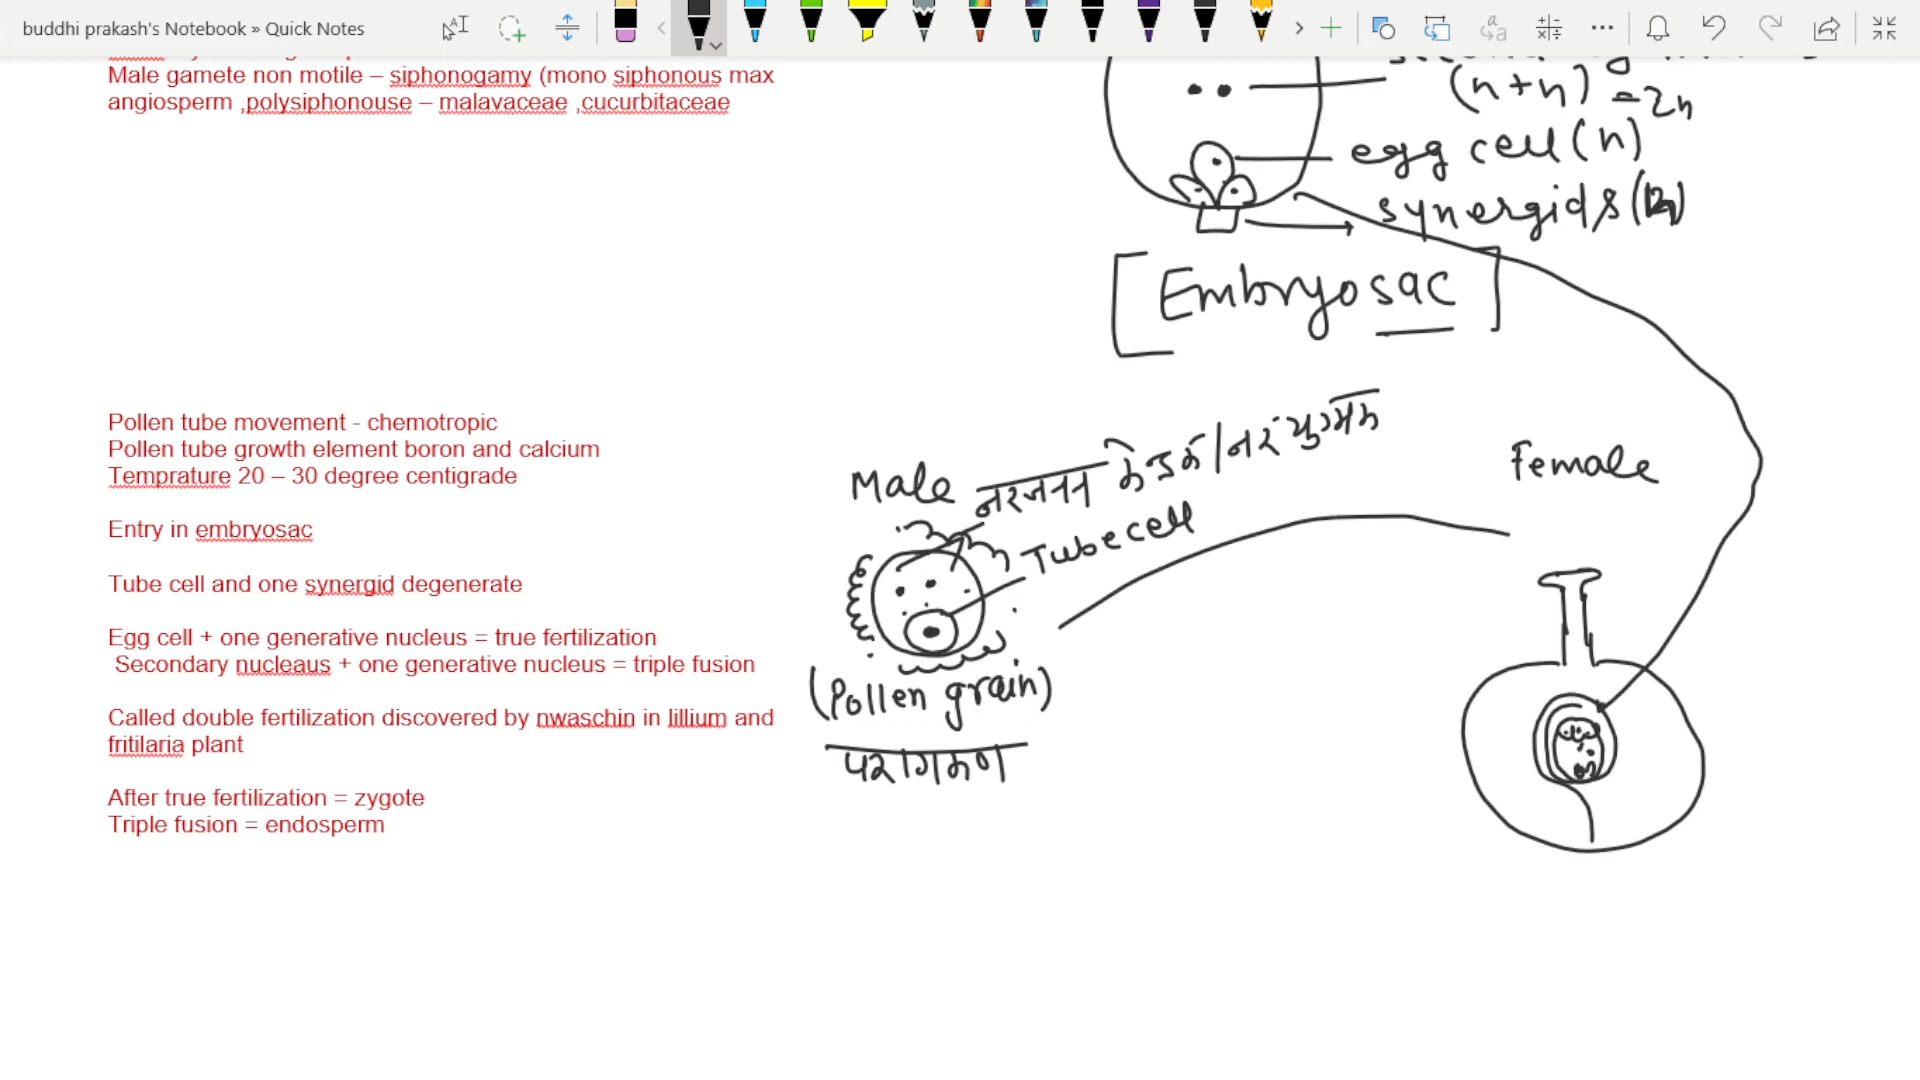 buddhi prakash's Notebook » Quick Notes
Male gamete non motile – siphonogamy (mono siphonous max
angiosperm ,polysiphonouse – malavaceae ,cucurbitaceae
(n+n) = 2n
egg cell (n)
synergids
[Embryosac]
Pollen tube movement - chemotropic
Pollen tube growth element boron and calcium
Temprature 20 – 30 degree centigrade
Entry in embryosac
Tube cell and one synergid degenerate
Egg cell + one generative nucleus = true fertilization
Secondary nucleaus + one generative nucleus = triple fusion
Called double fertilization discovered by nwaschin in lillium and
fritilaria plant
After true fertilization = zygote
Triple fusion = endosperm
Male
Tube cell
(Pollen grain)
परागकण
Female